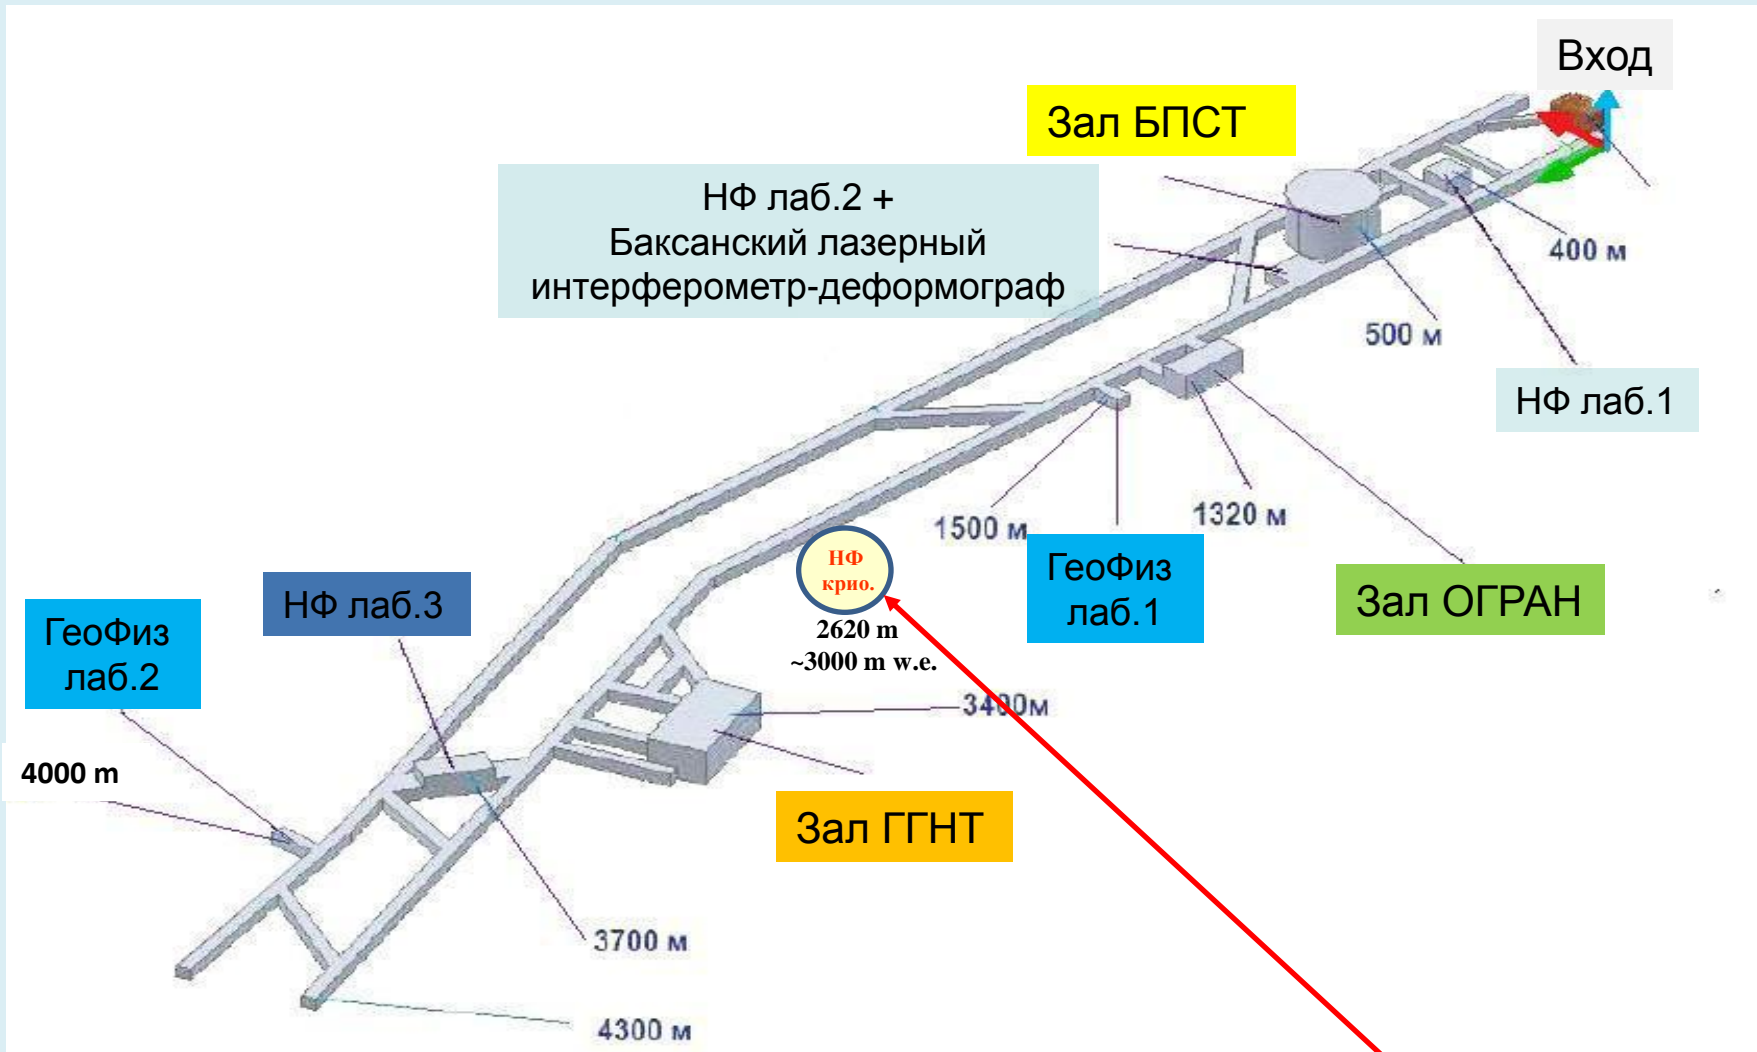 Вход
Зал БПСТ
НФ лаб.2 +
Баксанский лазерный
интерферометр-деформограф
400 м
500 м
НФ лаб.1
1500 м
1320 м
НФ
крио.
2620 m
~3000 m w.e.
ГеоФиз
лаб.1
Зал ОГРАН
НФ лаб.3
ГеоФиз
лаб.2
3400м
4000 m
Зал ГГНТ
3700 м
4300 м